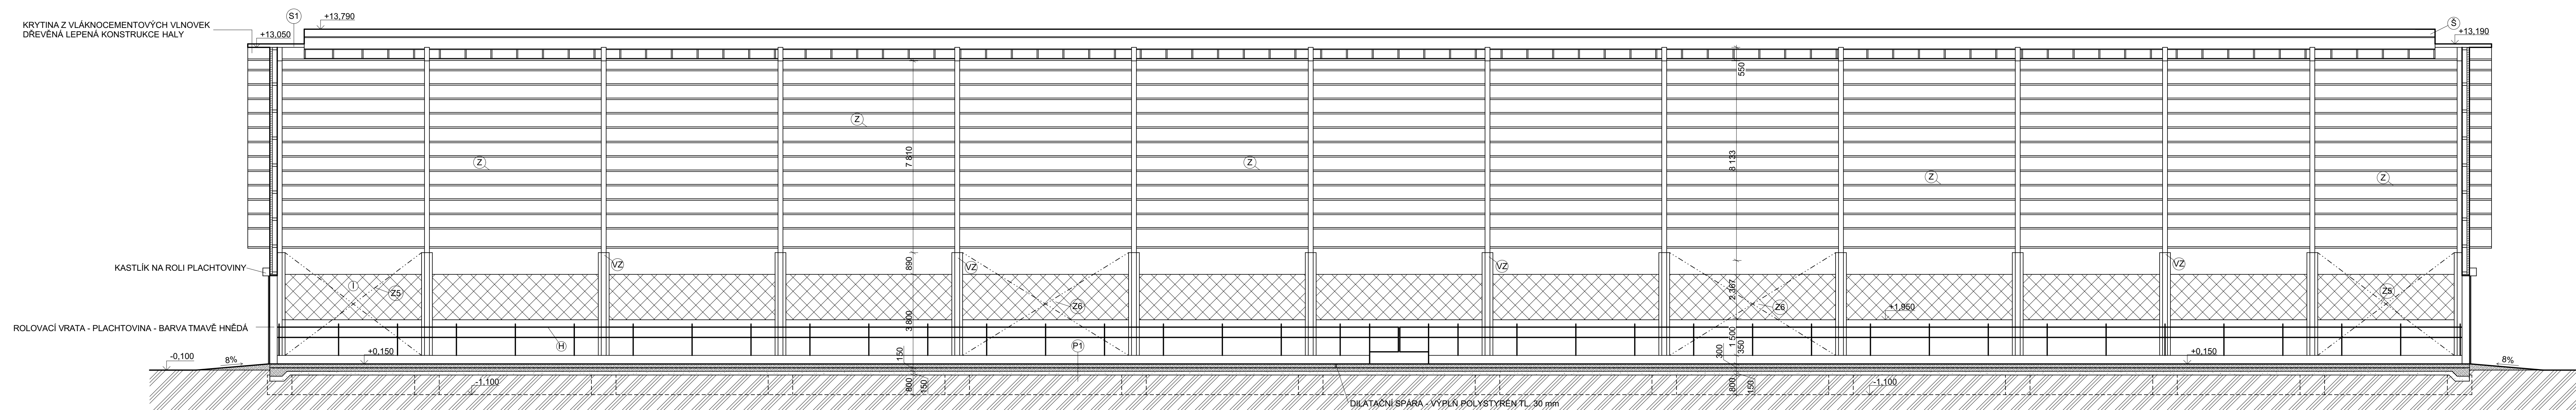 KRYTINA Z VLÁKNOCEMENTOVÝCH VLNOVEK
DŘEVĚNÁ LEPENÁ KONSTRUKCE HALY
S1
+13,790
+13,050
Š
+13,190
550
Z
Z
7 810
Z
8 133
Z
Z
KASTLÍK NA ROLI PLACHTOVINY
890
VZ
VZ
VZ
VZ
I
Z5
Z6
2 367
Z6
Z5
+1,950
ROLOVACÍ VRATA - PLACHTOVINA - BARVA TMAVĚ HNĚDÁ
3 800
H
1 500
350
P1
-0,100
8%
+0,150
150
300
+0,150
8%
-1,100
800
150
800
150
-1,100
DILATAČNÍ SPÁRA - VÝPLŇ POLYSTYRÉN TL. 30 mm